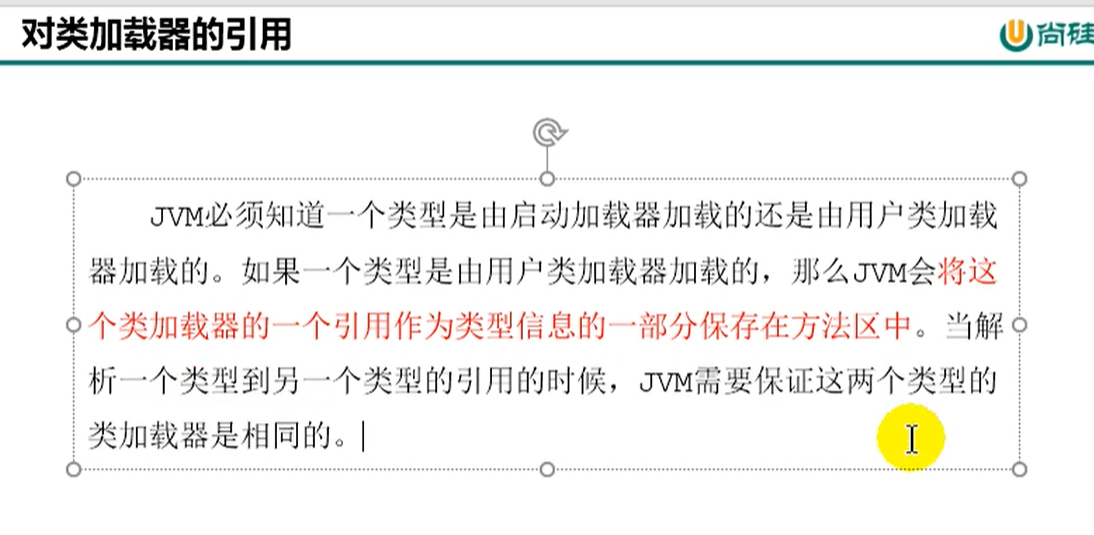 对类加载器的引用
尚硅
JVM必须知道一个类型是由启动加载器加载的还是由用户类加载
器加载的。如果一个类型是由用户类加载器加载的，那么JVM会将这
个类加载器的一个引用作为类型信息的一部分保存在方法区中。当解
析一个类型到另一个类型的引用的时候，JVM需要保证这两个类型的
类加载器是相同的。